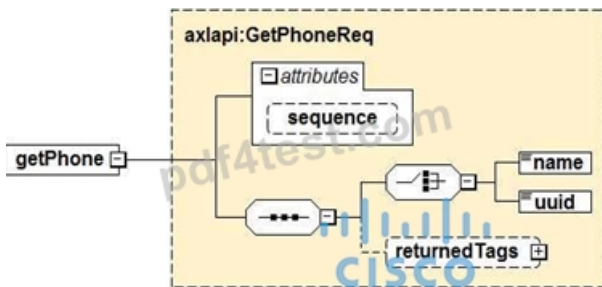 axlapi:GetPhoneReq
attributes
sequence
getPhone
name
uuid
returnedTags
pdf4test.com
CISCO